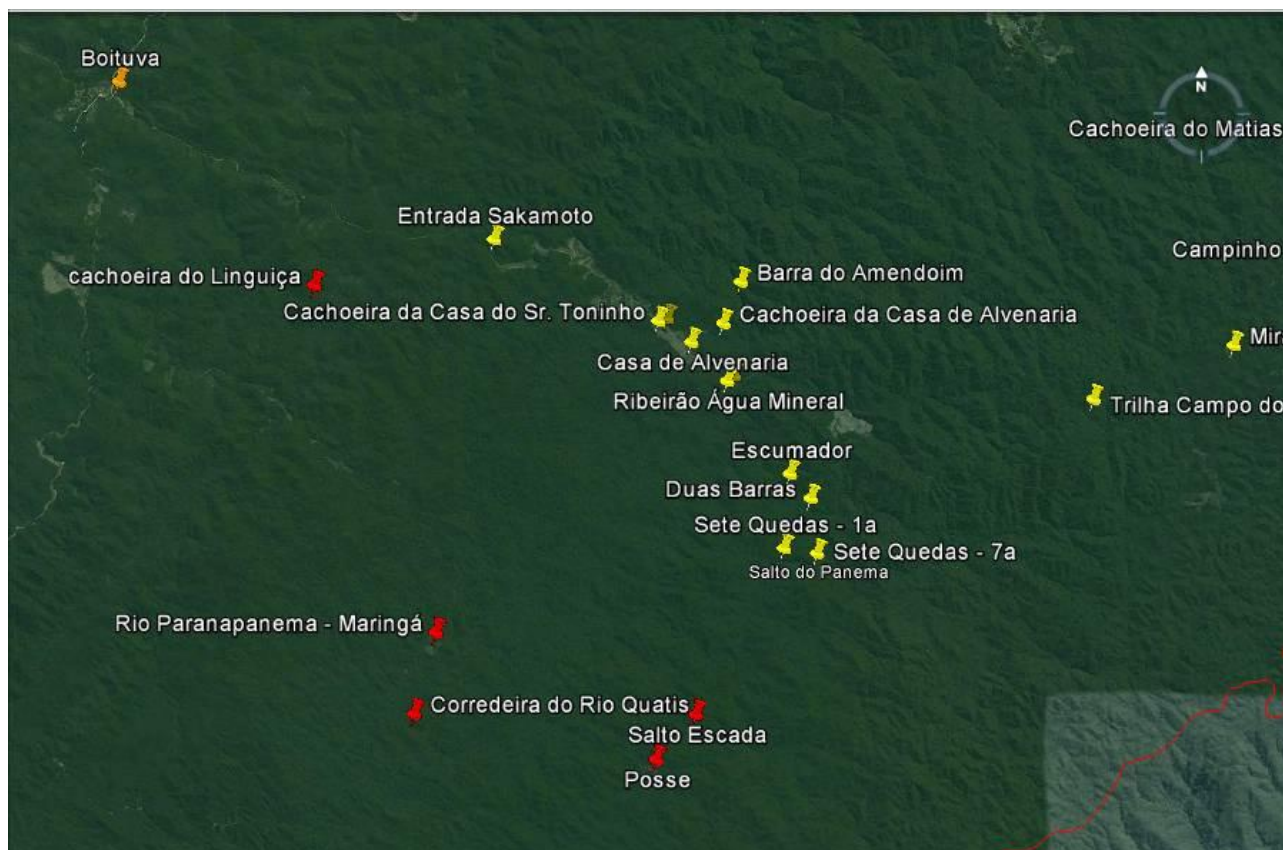 Boituva
N
Cachoeira do Matias
Entrada Sakamoto
Campinho
cachoeira do Linguiça
Barra do Amendoim
Cachoeira da Casa do Sr. Toninho
Cachoeira da Casa de Alvenaria
Mira
Casa de Alvenaria
Ribeirão Água Mineral
Trilha Campo do
Escumador
Duas Barras
Sete Quedas - 1a
Sete Quedas - 7a
Salto do Panema
Rio Paranapanema - Maringá
Corredeira do Rio Quatis
Salto Escada
Posse